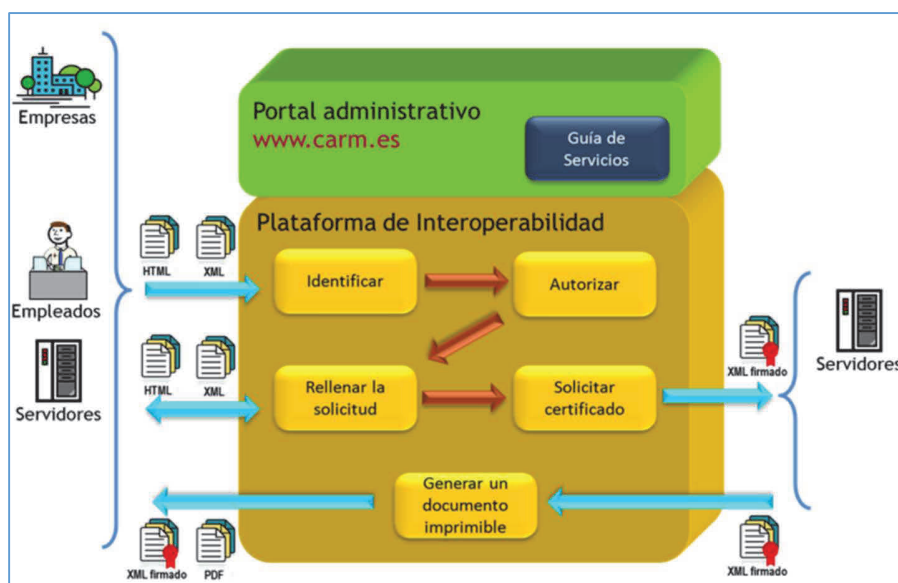 Empresas
Empleados
Servidores
Portal administrativo
www.carm.es
Guía de
Servicios
Plataforma de Interoperabilidad
HTML XML
Identificar
Autorizar
HTML XML
Rellenar la
solicitud
Solicitar
certificado
XML firmado
Servidores
Generar un
documento
imprimible
XML firmado PDF
XML firmado